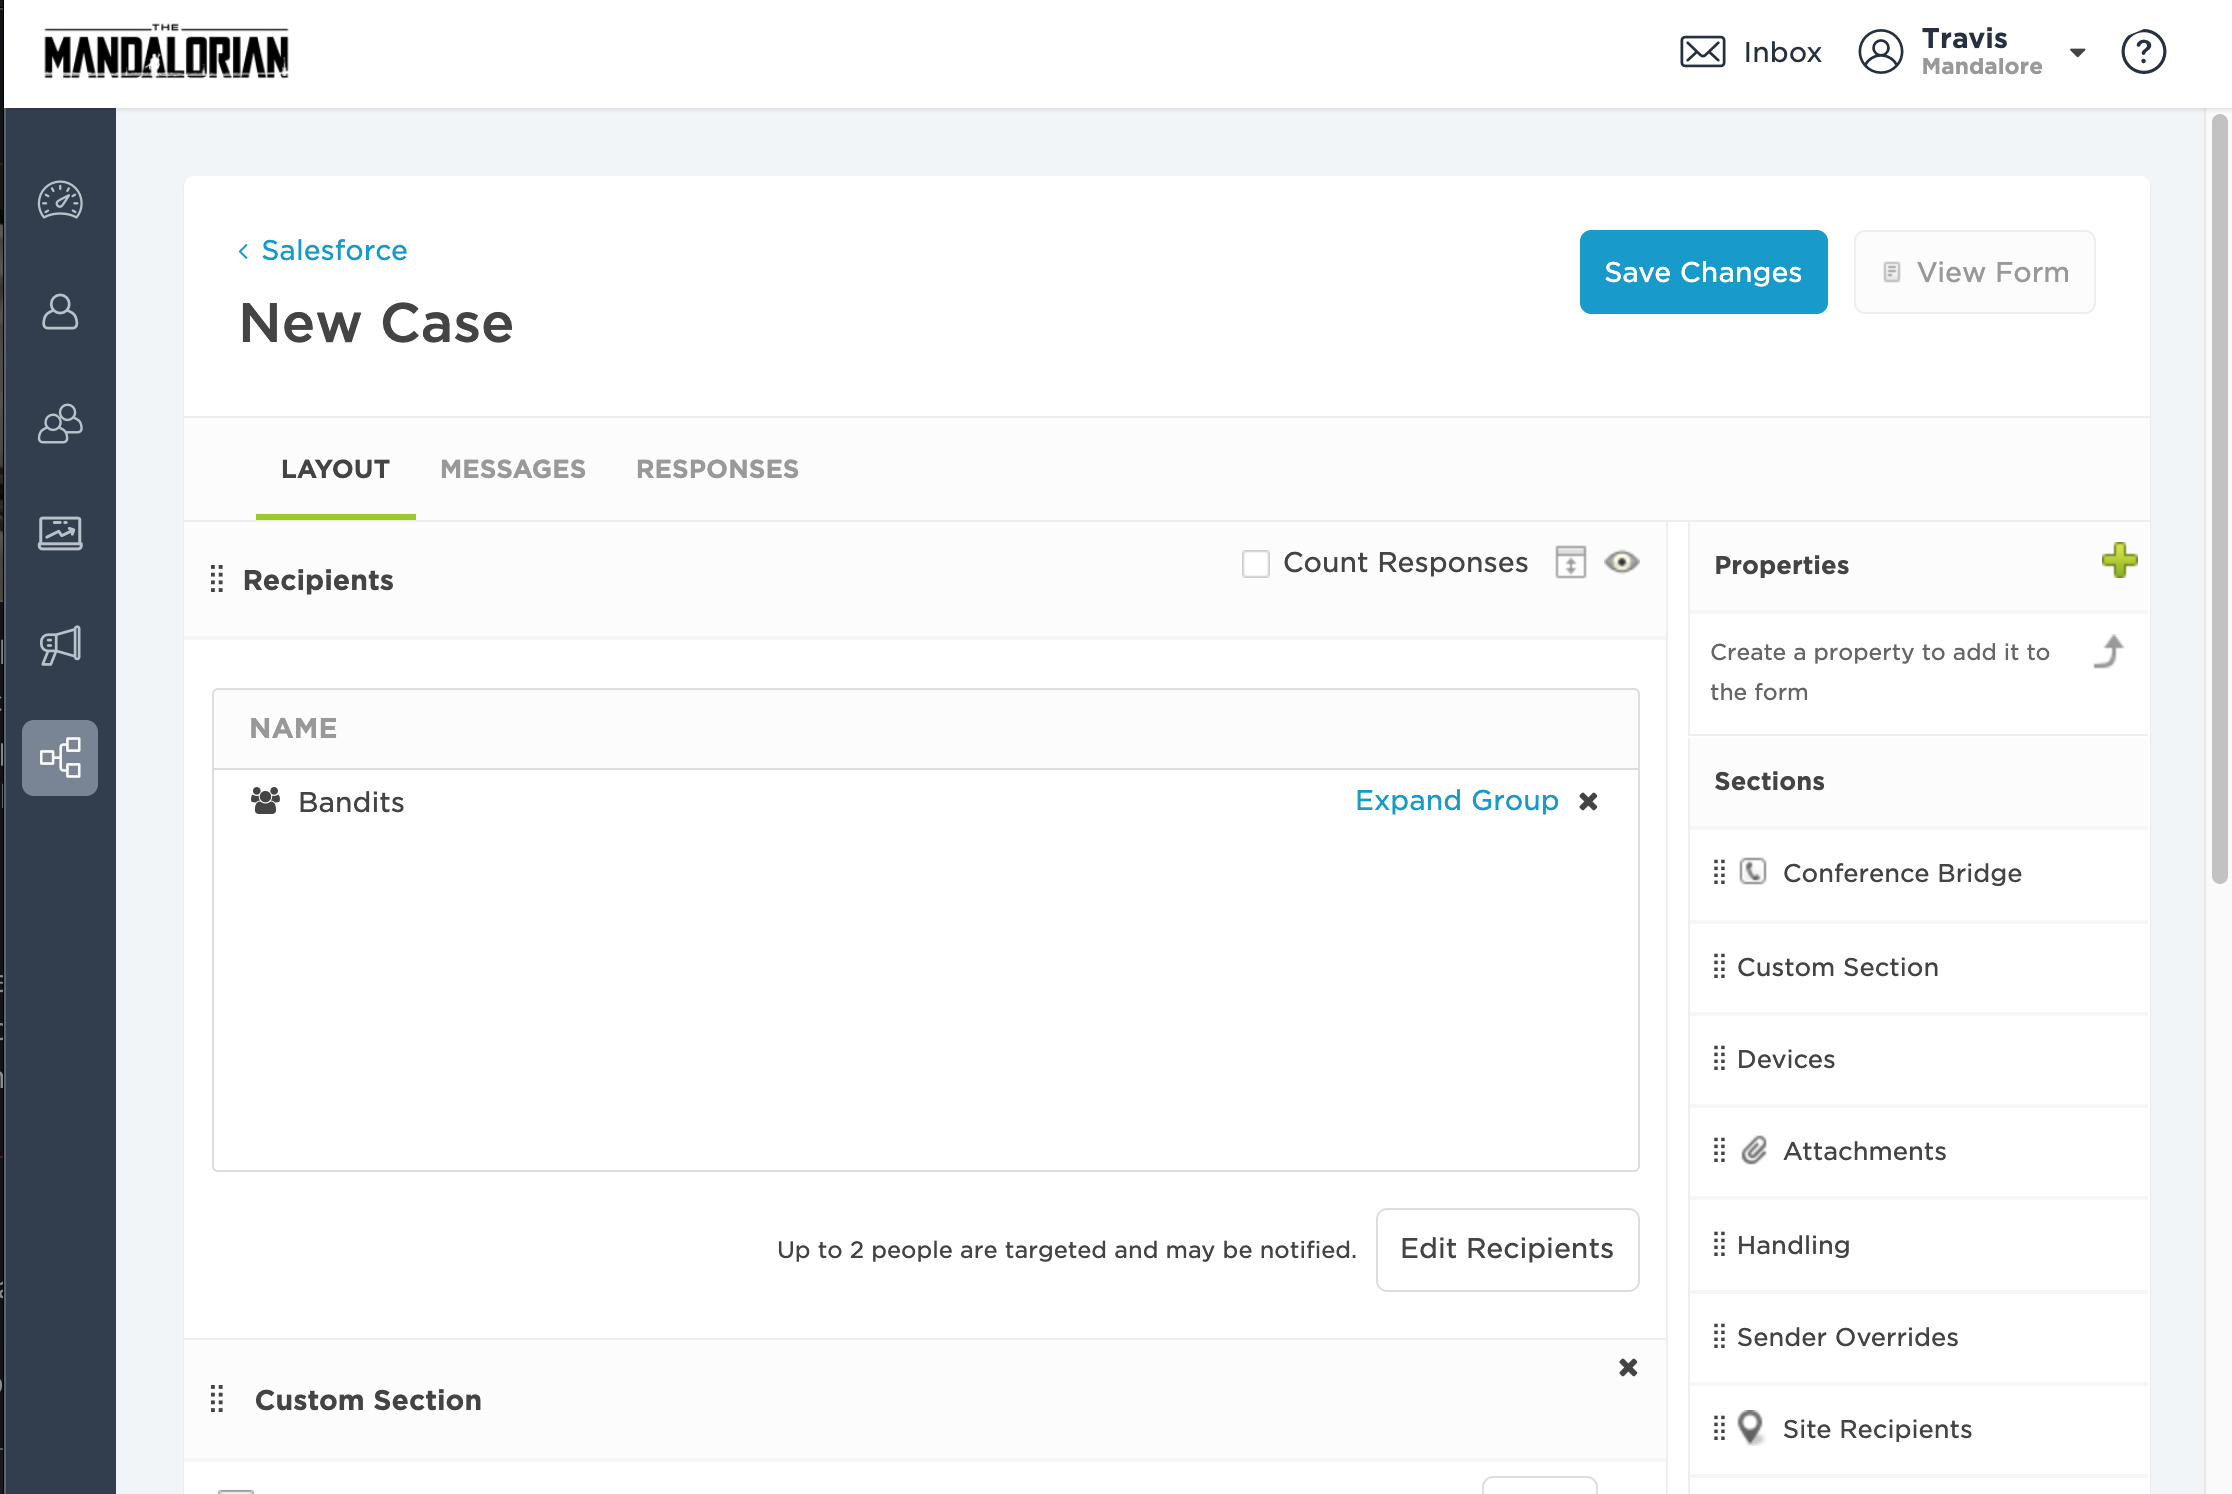 THE
MANDALORIAN
Inbox
Travis
Mandalore
?
‹ Salesforce
New Case
Save Changes
View Form
LAYOUT
MESSAGES
RESPONSES
Recipients
Count Responses
NAME
Bandits
Expand Group
Up to 2 people are targeted and may be notified.
Edit Recipients
Custom Section
Properties
Create a property to add it to
the form
Sections
Conference Bridge
Custom Section
Devices
Attachments
Handling
Sender Overrides
Site Recipients